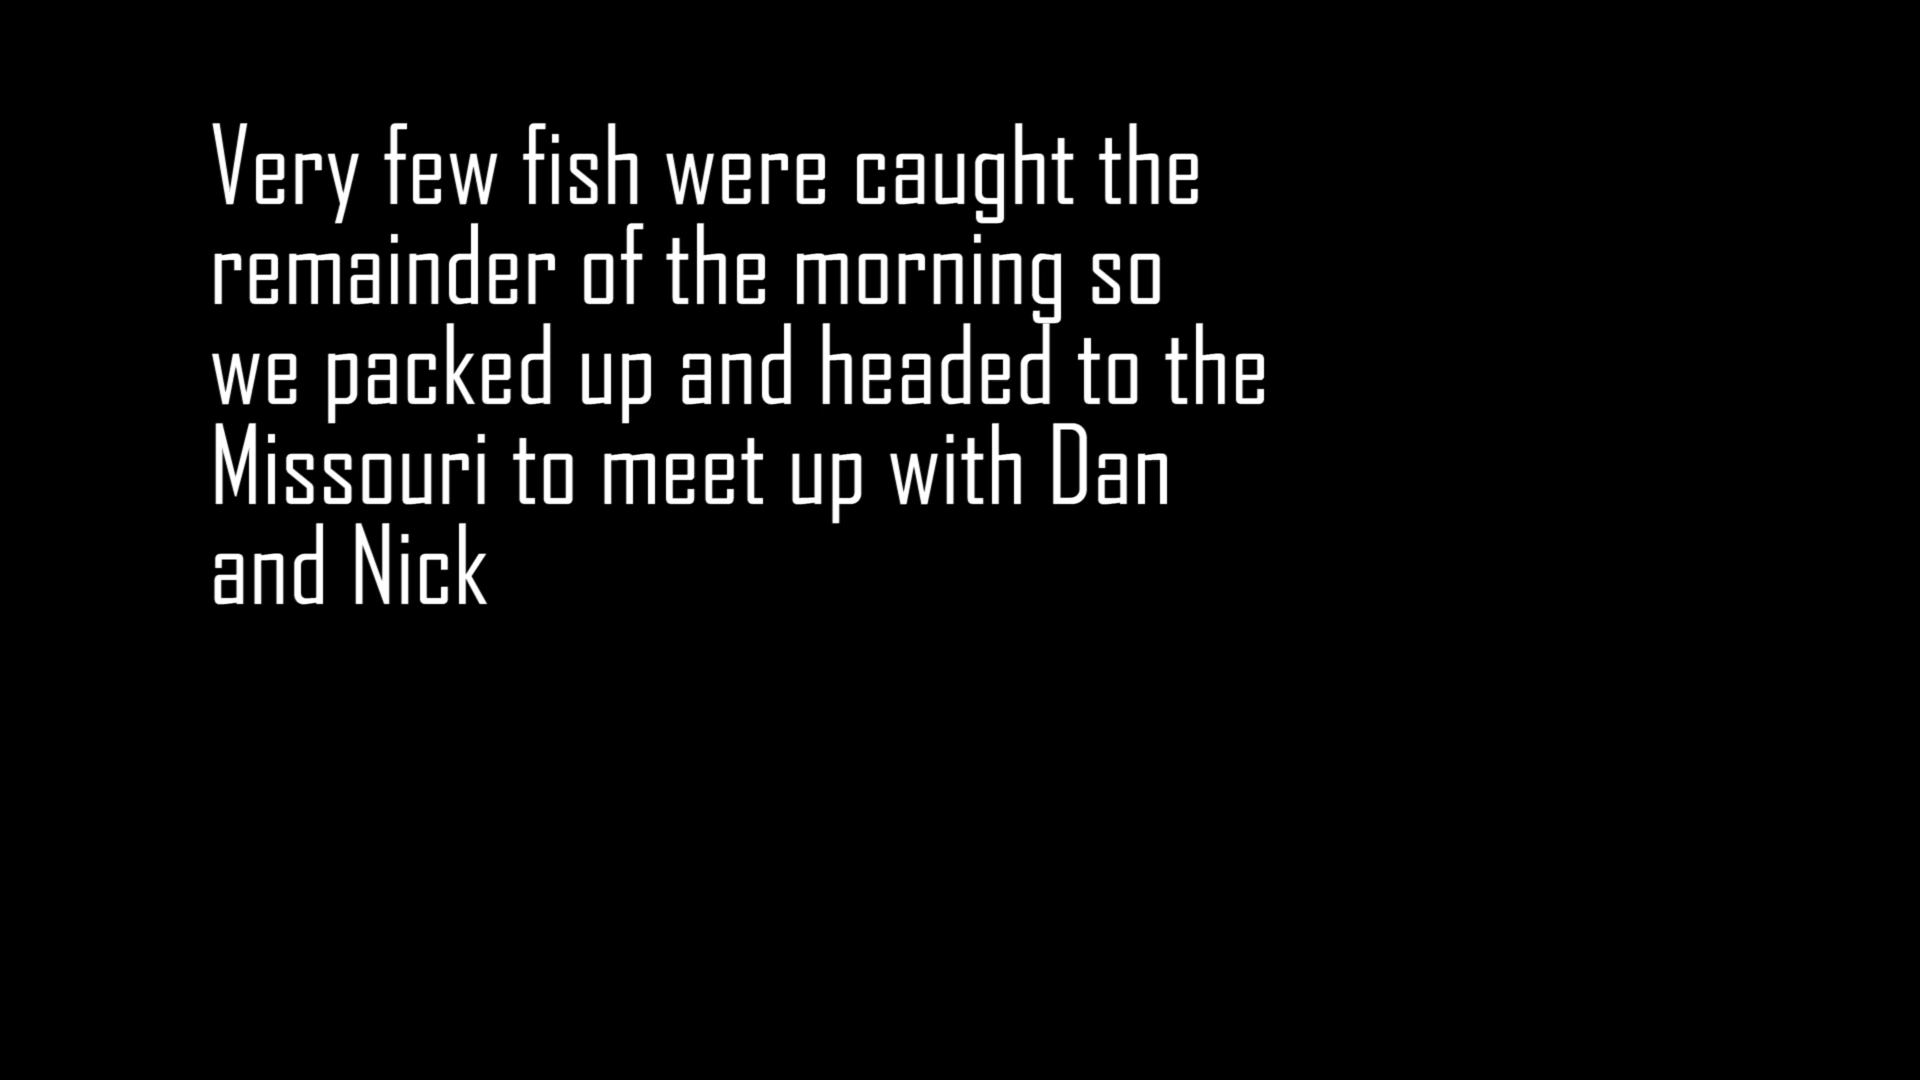 Very few fish were caught the
remainder of the morning so
we packed up and headed to the
Missouri to meet up with Dan
and Nick